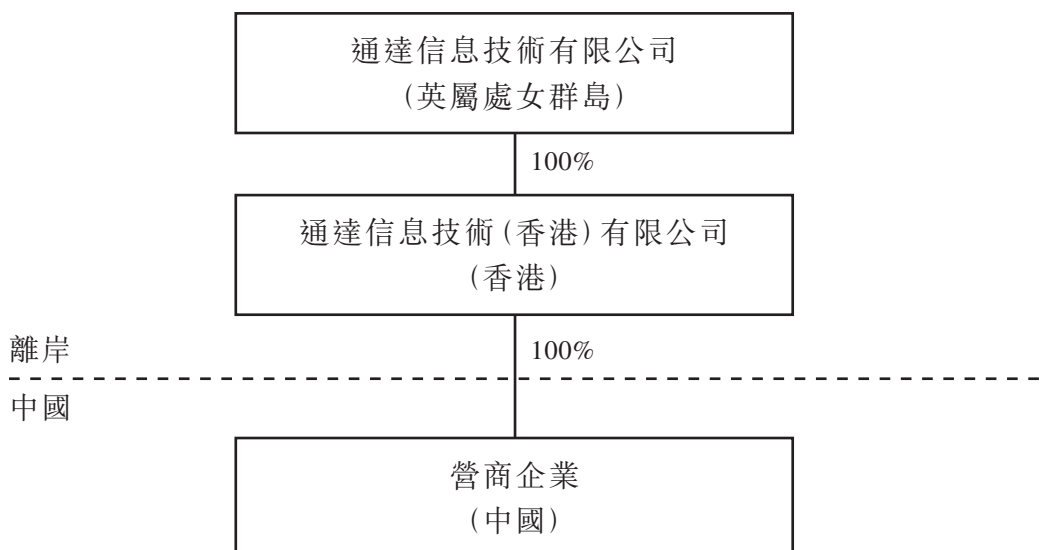 通達信息技術有限公司
(英屬處女群島)
100%
通達信息技術(香港)有限公司
(香港)
離岸
100%
中國
營商企業
(中國)